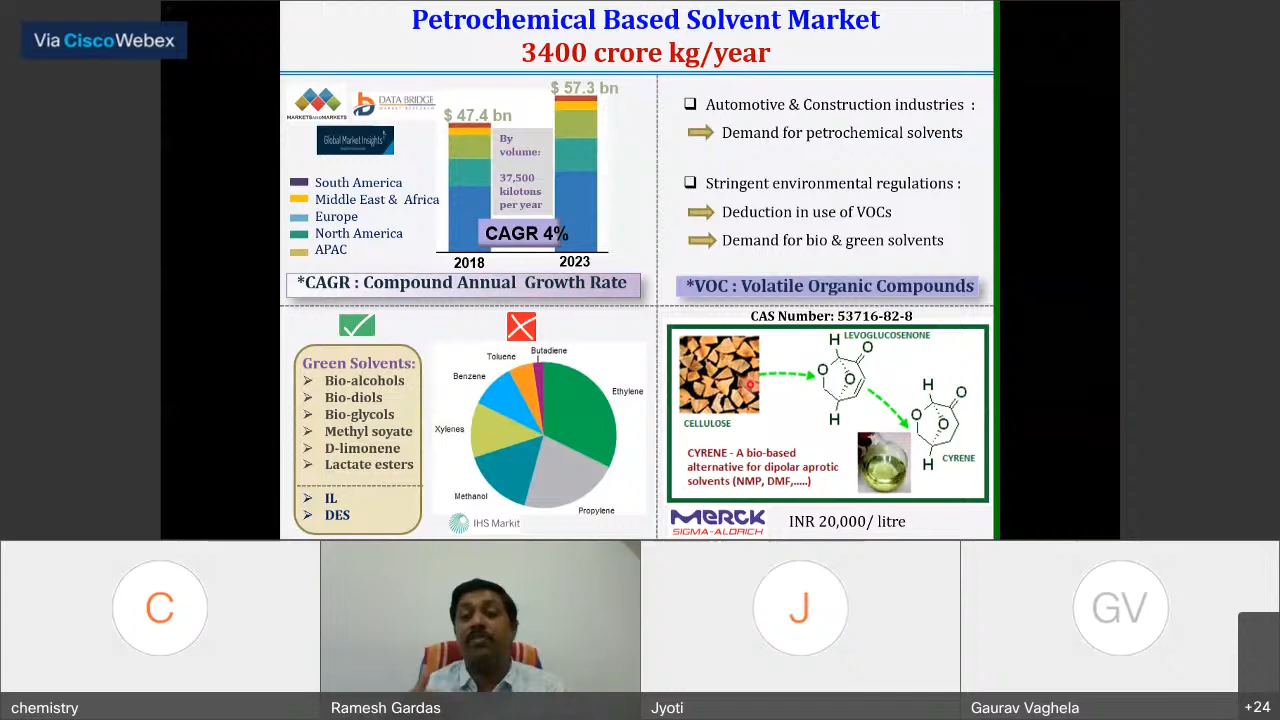 Via CiscoWebex
Petrochemical Based Solvent Market
3400 crore kg/year
MARKETSANDMARKETS
DATA BRIDGE
MARKET RESEARCH
Global Market Insights
South America
Middle East & Africa
Europe
North America
APAC
$ 47.4 bn
$ 57.3 bn
By
volume:
37,500
kilotons
per year
CAGR 4%
2018
2023
*CAGR : Compound Annual Growth Rate
Automotive & Construction industries :
Demand for petrochemical solvents
Stringent environmental regulations :
Deduction in use of VOCs
Demand for bio & green solvents
*VOC : Volatile Organic Compounds
Green Solvents:
Bio-alcohols
Bio-diols
Bio-glycols
Methyl soyate
D-limonene
Lactate esters
IL
DES
Butadiene
Toluene
Benzene
Ethylene
Xylenes
Methanol
Propylene
IHS Markit
CAS Number: 53716-82-8
LEVOGLUCOSENONE
H
O
O
O
H
CELLULOSE
H
O
O
O
H
CYRENE
CYRENE - A bio-based
alternative for dipolar aprotic
solvents (NMP, DMF,.....)
MERCK
SIGMA-ALDRICH
INR 20,000/ litre
C
J
GV
chemistry
Ramesh Gardas
Jyoti
Gaurav Vaghela
+24